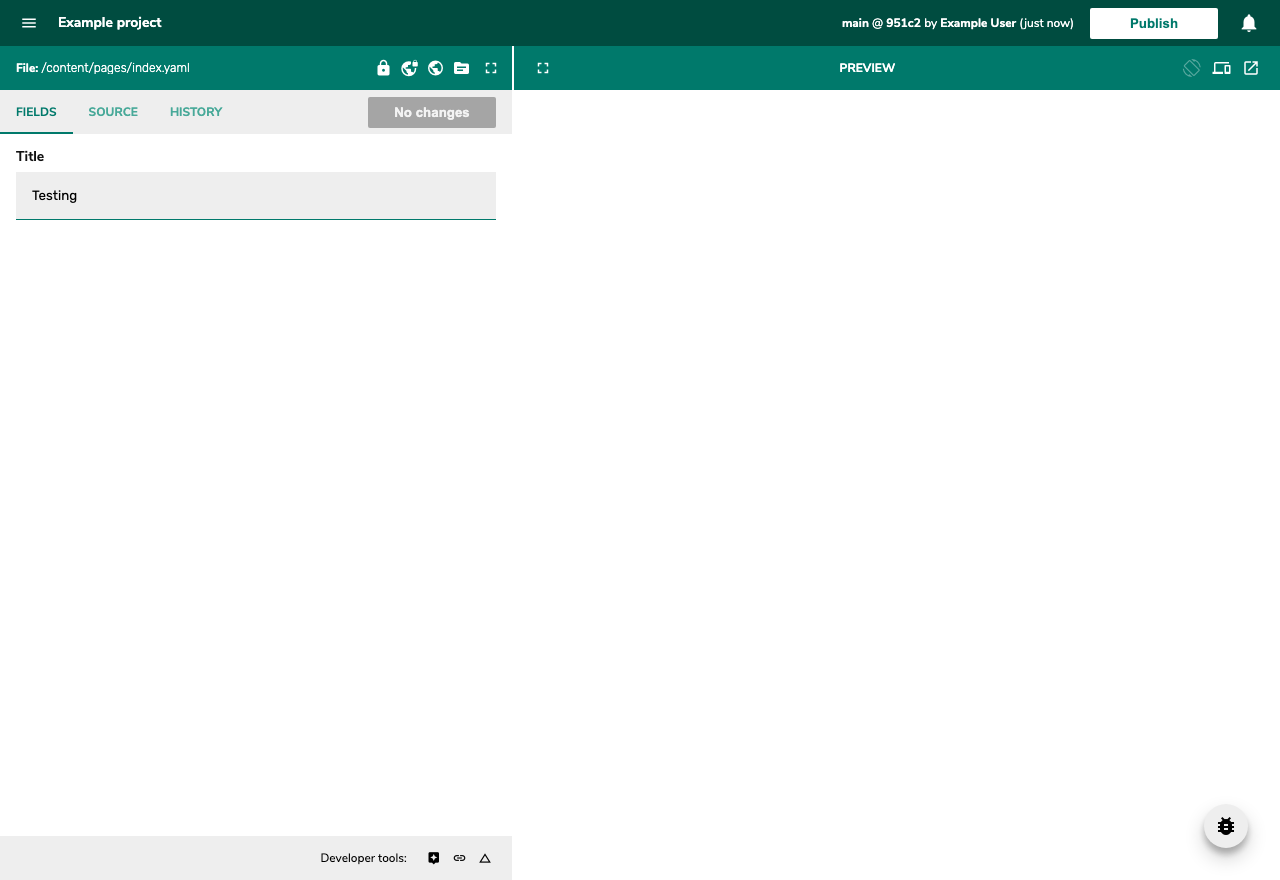 Example project
main @ 951c2 by Example User (just now)
Publish
File: /content/pages/index.yaml
PREVIEW
FIELDS
SOURCE
HISTORY
No changes
Title
Testing
Developer tools: